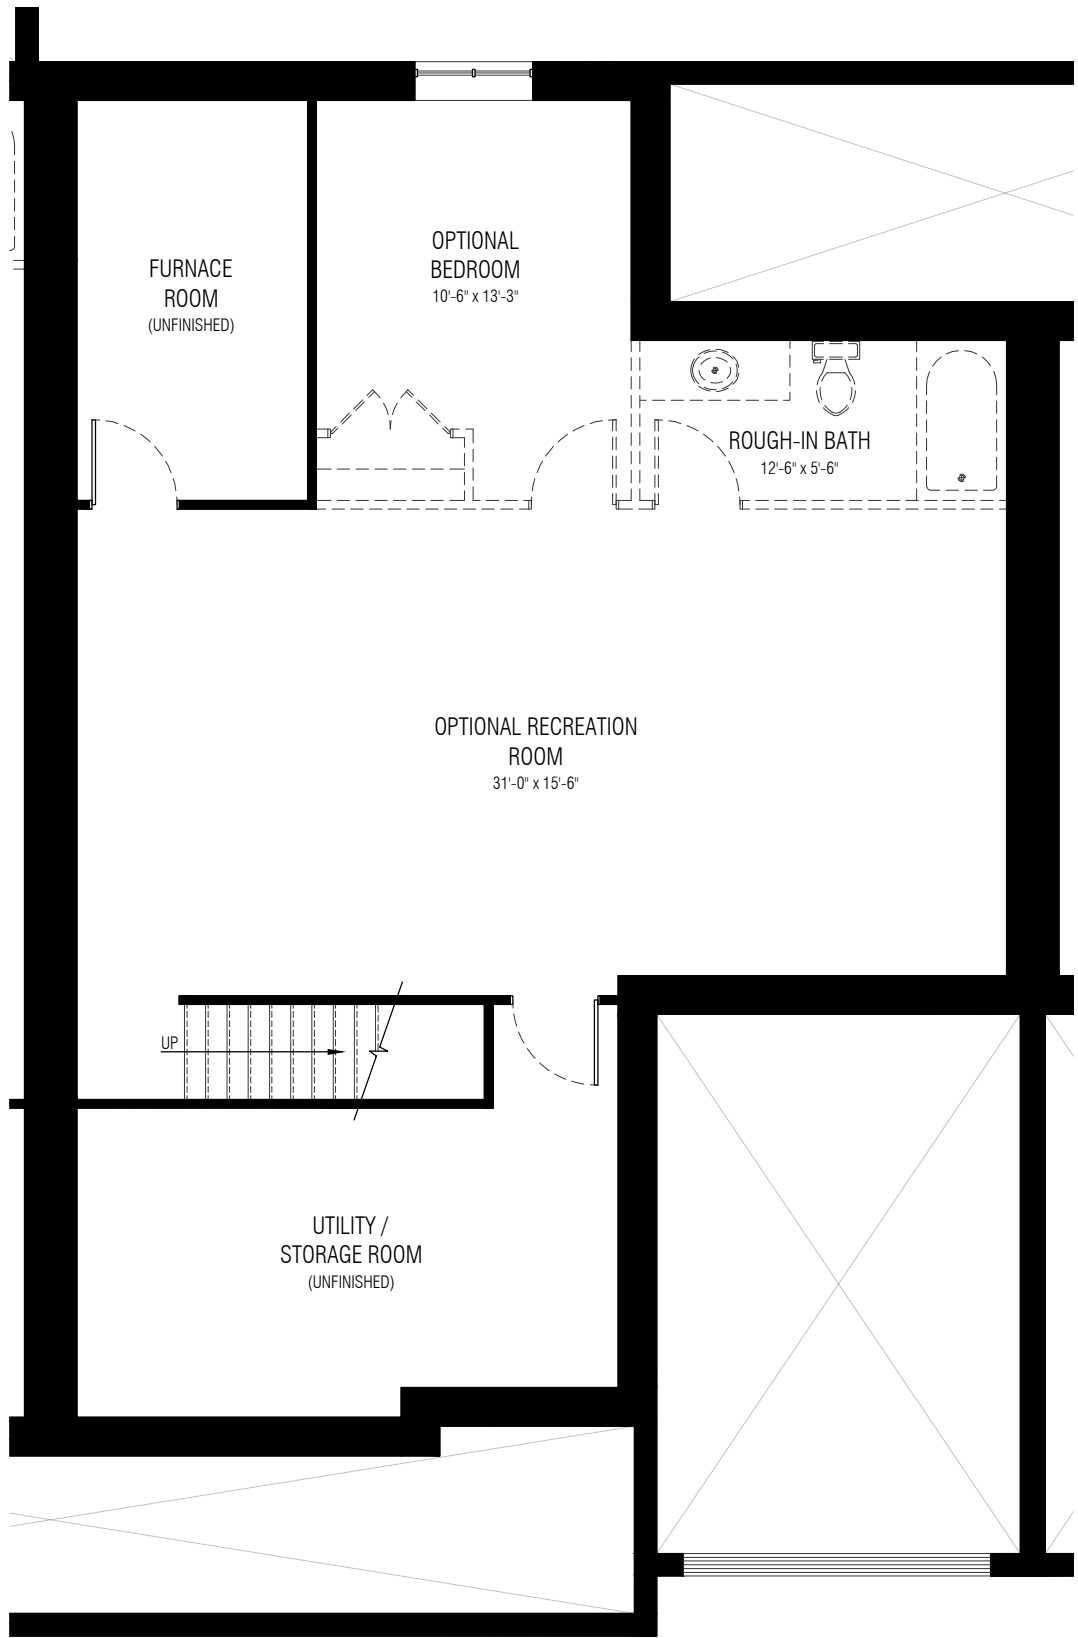 FURNACE
ROOM
(UNFINISHED)
OPTIONAL
BEDROOM
10'-6" x 13'-3"
ROUGH-IN BATH
12'-6" x 5'-6"
OPTIONAL RECREATION
ROOM
31'-0" x 15'-6"
UP
UTILITY /
STORAGE ROOM
(UNFINISHED)